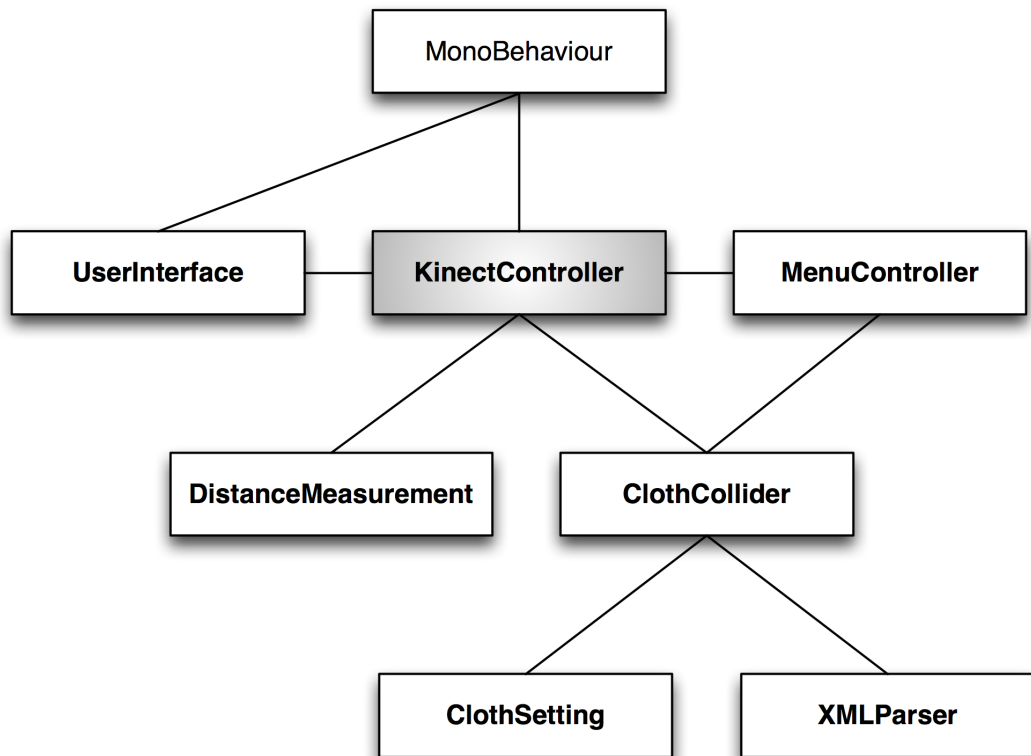 MonoBehaviour
UserInterface
KinectController
MenuController
DistanceMeasurement
ClothCollider
ClothSetting
XMLParser